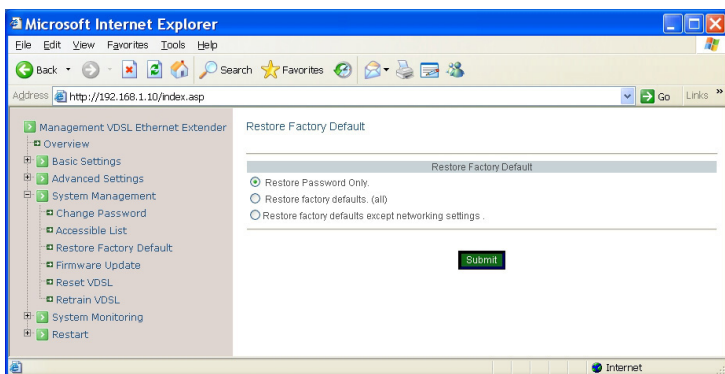 Microsoft Internet Explorer
File Edit View Favorites Tools Help
Back Search Favorites
Address http://192.168.1.10/index.asp Go Links »
Management VDSL Ethernet Extender
Overview
Basic Settings
Advanced Settings
System Management
Change Password
Accessible List
Restore Factory Default
Firmware Update
Reset VDSL
Retrain VDSL
System Monitoring
Restart
Restore Factory Default
Restore Factory Default
Restore Password Only.
Restore factory defaults. (all)
Restore factory defaults except networking settings .
Submit
Internet